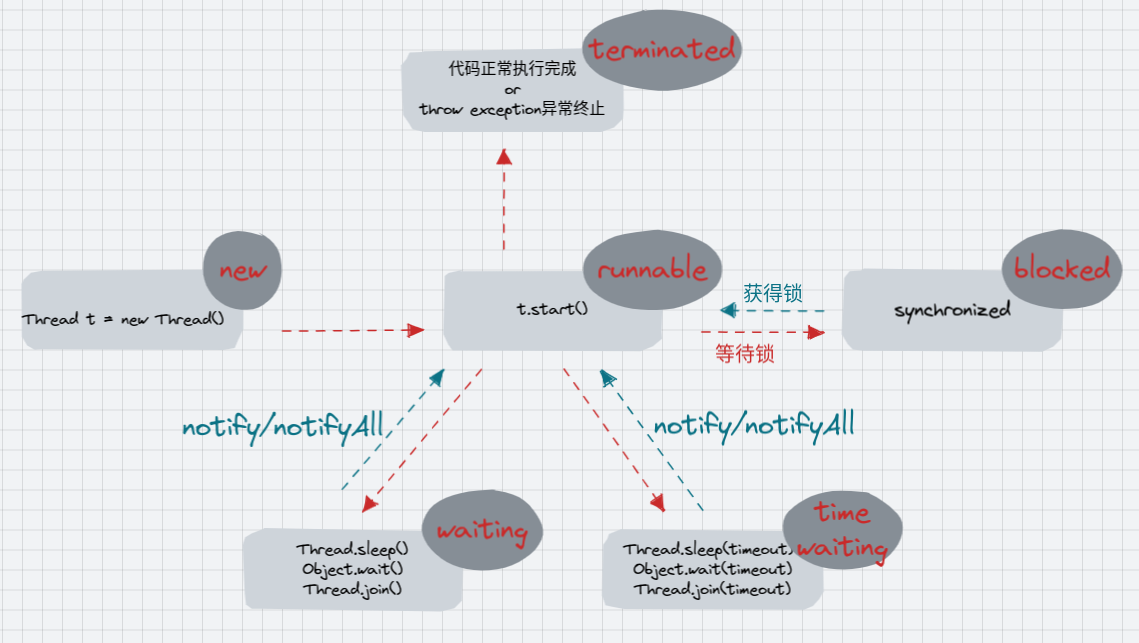 terminated
代码正常执行完成
or
throw exception异常终止
new
Thread t = new Thread()
runnable
t.start()
获得锁
等待锁
blocked
synchronized
notify/notifyAll
notify/notifyAll
waiting
Thread.sleep()
Object.wait()
Thread.join()
time
waiting
Thread.sleep(timeout)
Object.wait(timeout)
Thread.join(timeout)